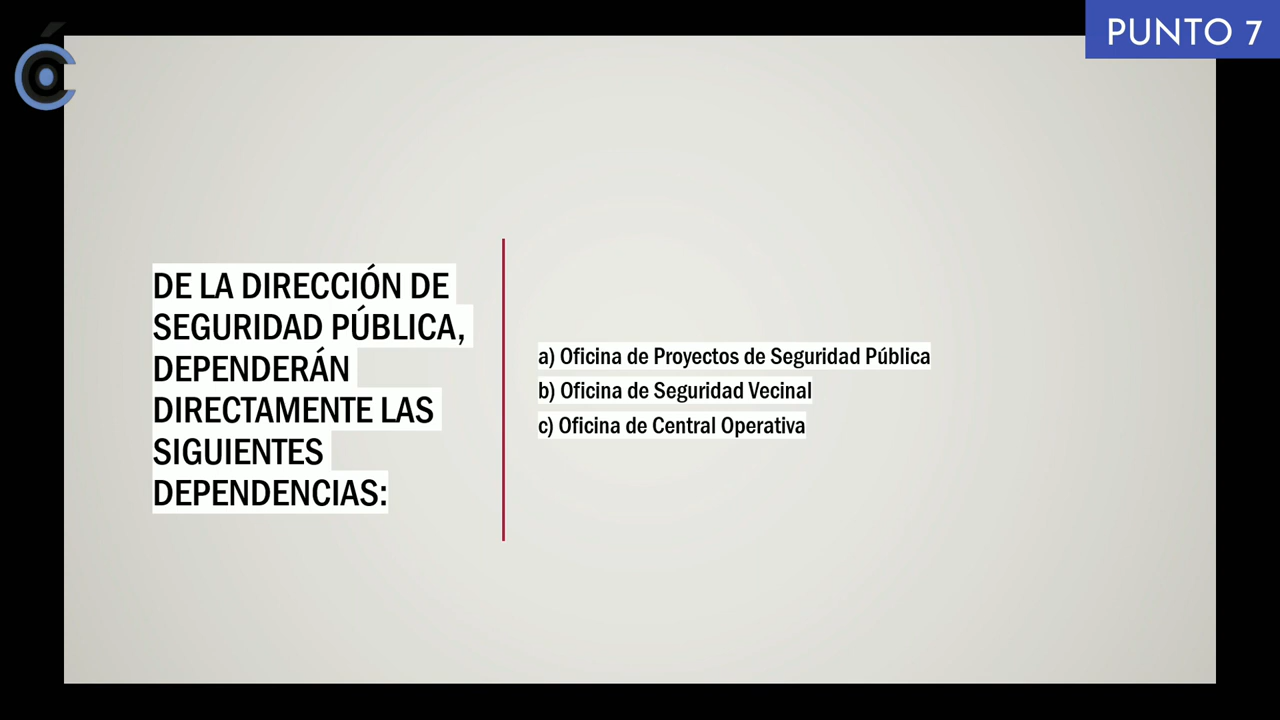 PUNTO 7
DE LA DIRECCIÓN DE
SEGURIDAD PÚBLICA,
DEPENDERÁN
DIRECTAMENTE LAS
SIGUIENTES
DEPENDENCIAS:
a) Oficina de Proyectos de Seguridad Pública
b) Oficina de Seguridad Vecinal
c) Oficina de Central Operativa